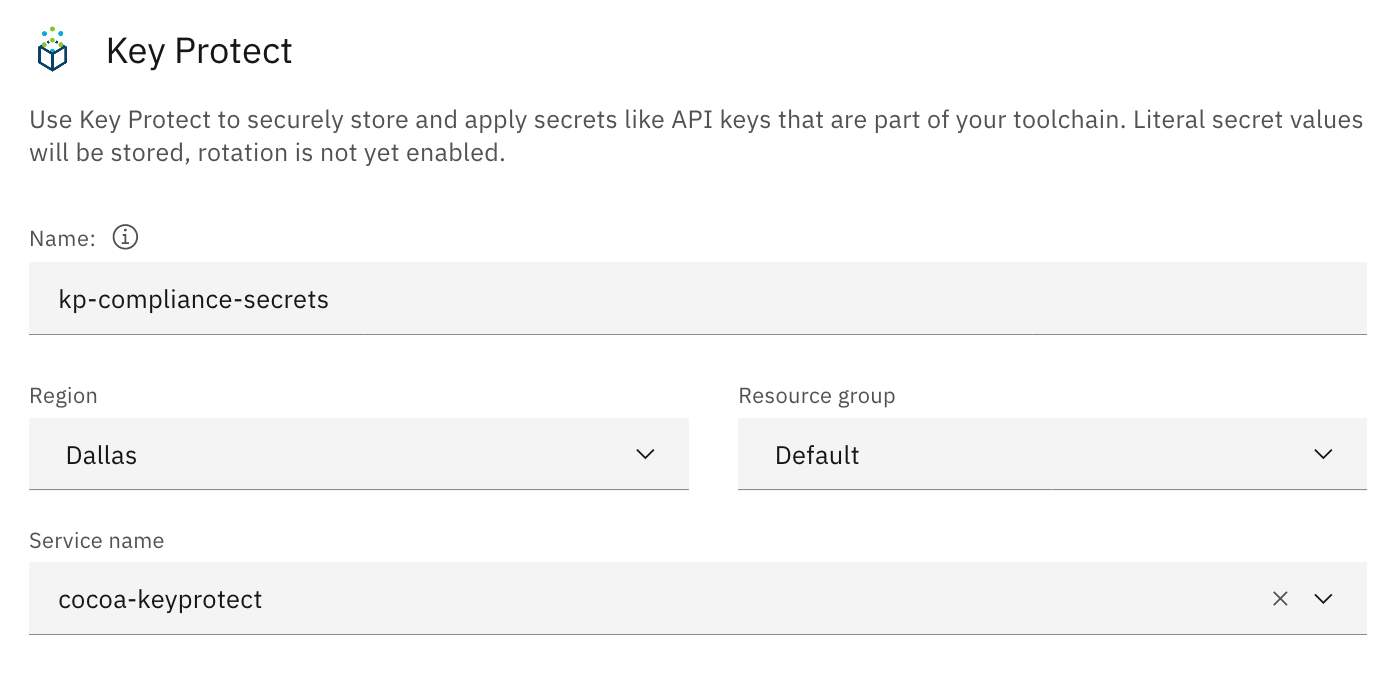 Key Protect
Use Key Protect to securely store and apply secrets like API keys that are part of your toolchain. Literal secret values
will be stored, rotation is not yet enabled.
Name:
kp-compliance-secrets
Region
Resource group
Dallas
Default
Service name
cocoa-keyprotect